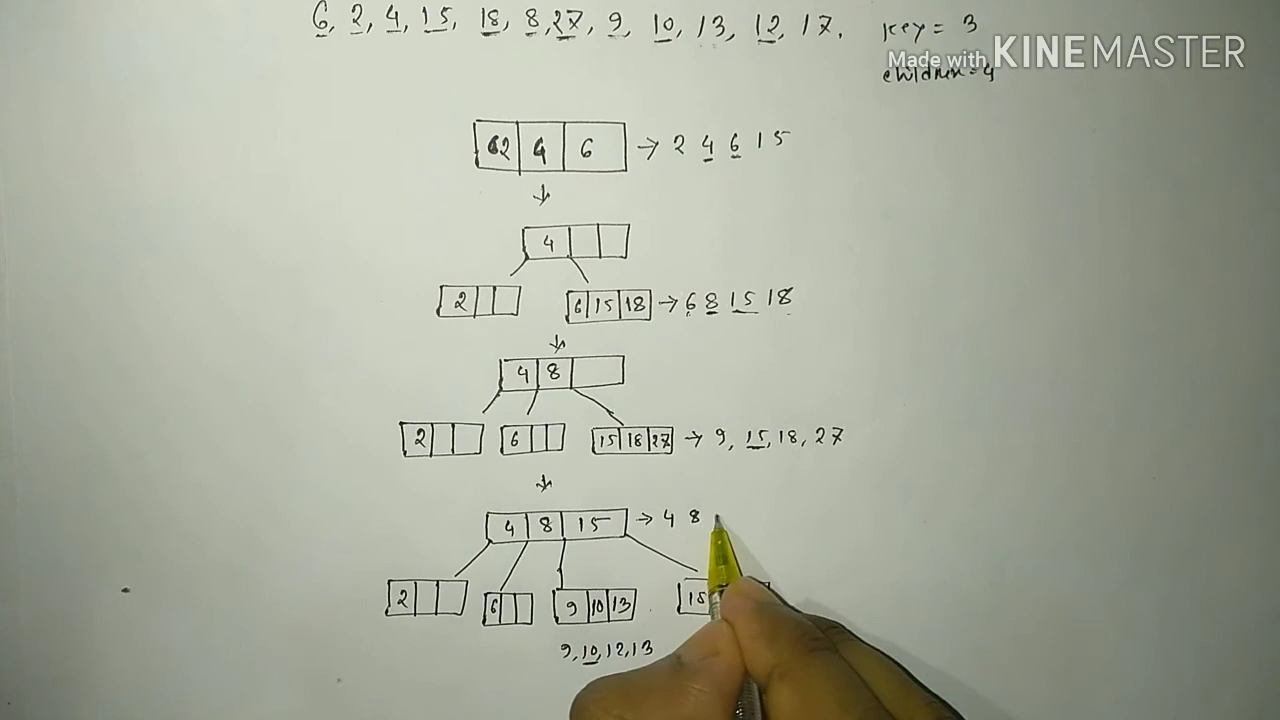 6, 2, 4, 15, 18, 8, 27, 9, 10, 13, 12, 17.
key = 3
Made with KINEMASTER
children = 4
2 4 6 → 2 4 6 15
4
2
6 15 18 → 6 8 15 18
4 8
2
6
15 18 27 → 9, 15, 18, 27
4 8 15 → 4 8
2
6
9 10 13
15
9, 10, 12, 13